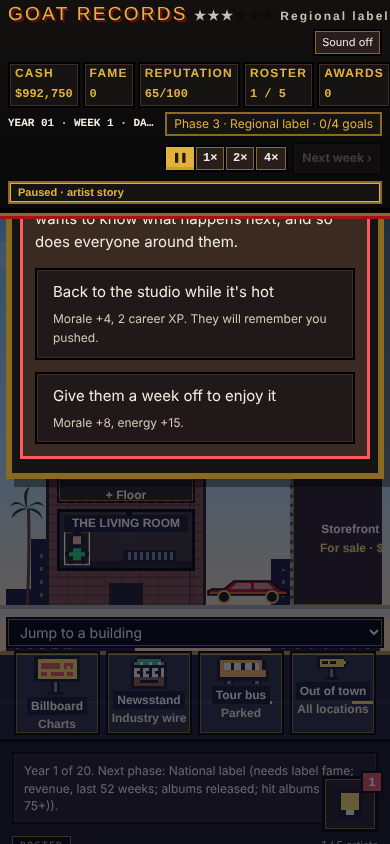 GOAT RECORDS ★★★★★ Regional label
Sound off
CASH
$992,750
FAME
0
REPUTATION
65/100
ROSTER
1 / 5
AWARDS
0
YEAR 01 · WEEK 1 · DA…
Phase 3 · Regional label · 0/4 goals
1×
2×
4×
Next week ›
Paused · artist story
wants to know what happens next, and so
does everyone around them.
Back to the studio while it's hot
Morale +4, 2 career XP. They will remember you
pushed.
Give them a week off to enjoy it
Morale +8, energy +15.
+ Floor
THE LIVING ROOM
Storefront
For sale · $
Jump to a building
Billboard
Charts
Newsstand
Industry wire
Tour bus
Parked
Out of town
All locations
Year 1 of 20. Next phase: National label (needs label fame;
revenue, last 52 weeks; albums released; hit albums
75+)).
1
ROSTER
1 / 5 artists